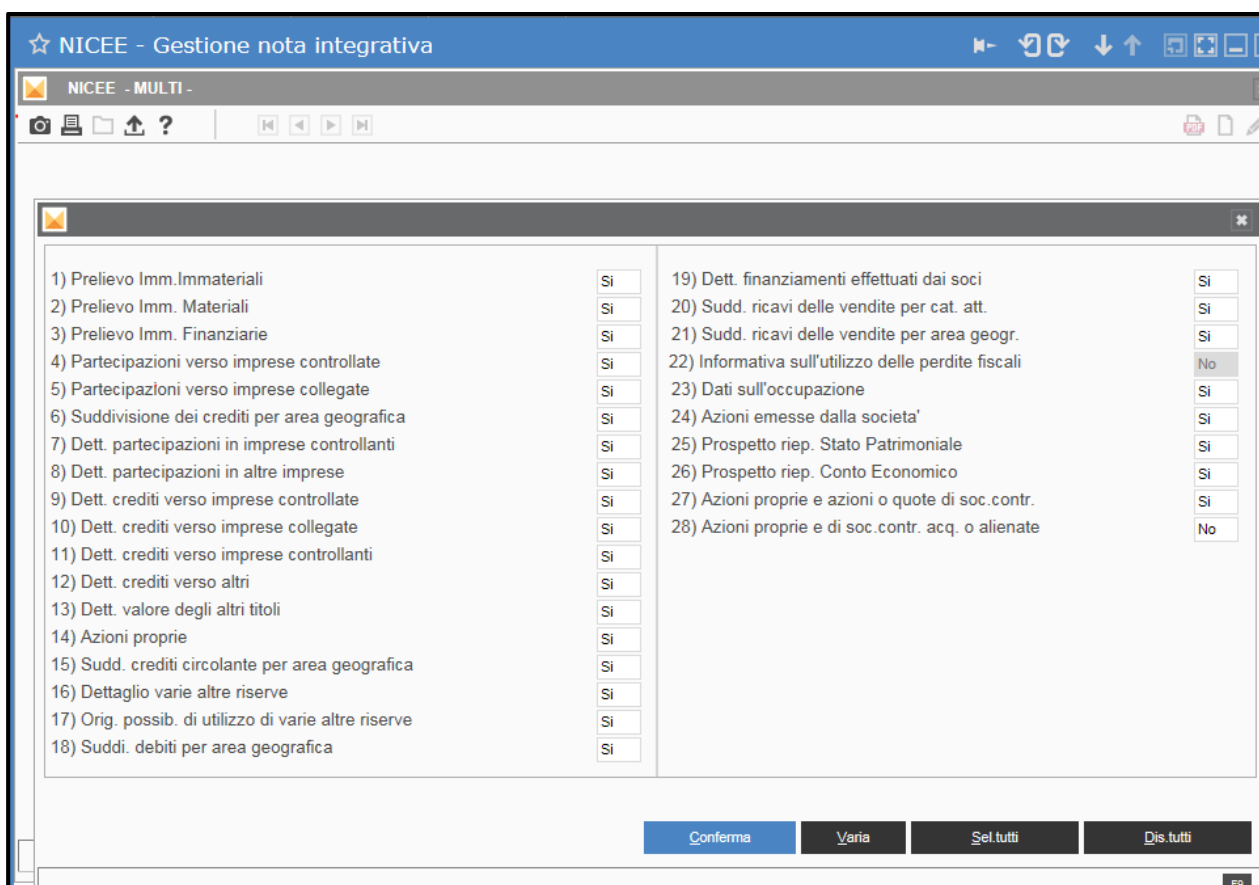 NICEE - Gestione nota integrativa
NICEE - MULTI -
?
PDF
1) Prelievo Imm.Immateriali Si
2) Prelievo Imm. Materiali Si
3) Prelievo Imm. Finanziarie Si
4) Partecipazioni verso imprese controllate Si
5) Partecipazioni verso imprese collegate Si
6) Suddivisione dei crediti per area geografica Si
7) Dett. partecipazioni in imprese controllanti Si
8) Dett. partecipazioni in altre imprese Si
9) Dett. crediti verso imprese controllate Si
10) Dett. crediti verso imprese collegate Si
11) Dett. crediti verso imprese controllanti Si
12) Dett. crediti verso altri Si
13) Dett. valore degli altri titoli Si
14) Azioni proprie Si
15) Sudd. crediti circolante per area geografica Si
16) Dettaglio varie altre riserve Si
17) Orig. possib. di utilizzo di varie altre riserve Si
18) Suddi. debiti per area geografica Si
19) Dett. finanziamenti effettuati dai soci Si
20) Sudd. ricavi delle vendite per cat. att. Si
21) Sudd. ricavi delle vendite per area geogr. Si
22) Informativa sull'utilizzo delle perdite fiscali No
23) Dati sull'occupazione Si
24) Azioni emesse dalla societa' Si
25) Prospetto riep. Stato Patrimoniale Si
26) Prospetto riep. Conto Economico Si
27) Azioni proprie e azioni o quote di soc.contr. Si
28) Azioni proprie e di soc.contr. acq. o alienate No
Conferma Varia Sel.tutti Dis.tutti